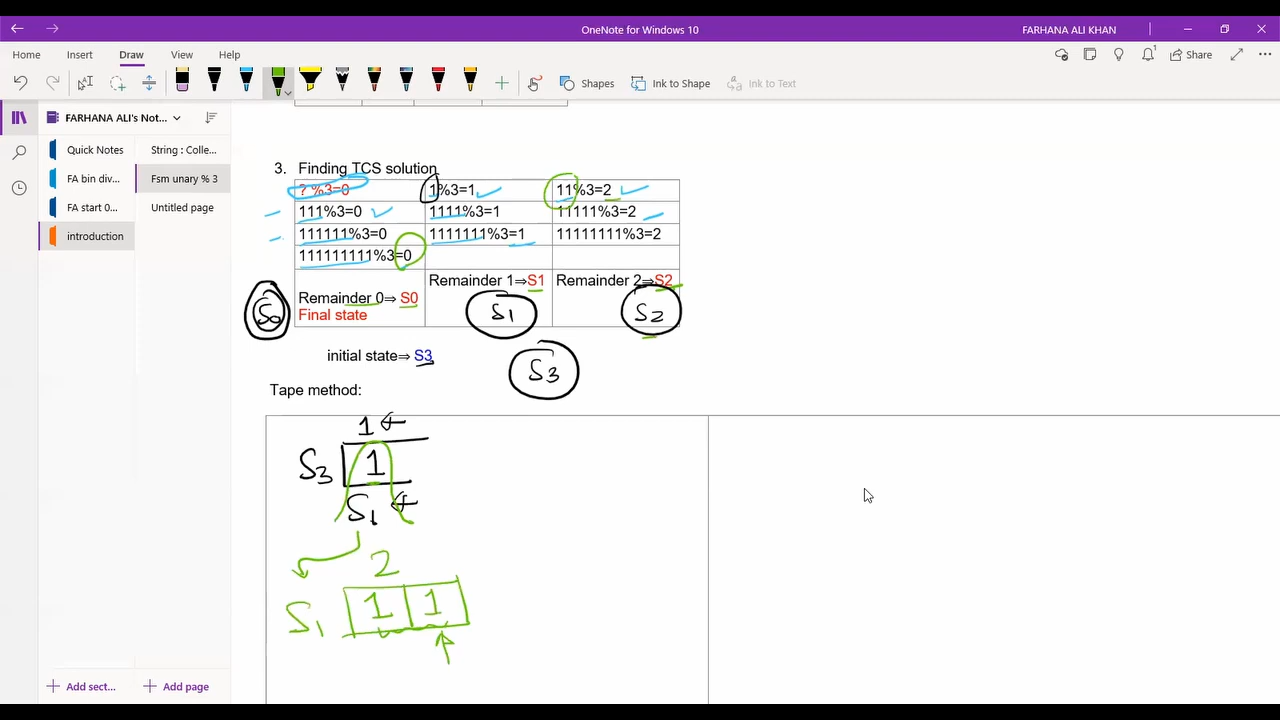 OneNote for Windows 10
FARHANA ALI KHAN
Home Insert Draw View Help
Share
Shapes Ink to Shape Ink to Text
FARHANA ALI's Not...
Quick Notes
FA bin div...
FA start 0...
introduction
String : Colle...
Fsm unary % 3
Untitled page
Add sect...
Add page
3. Finding TCS solution
? %3=0 1%3=1 11%3=2
111%3=0 1111%3=1 11111%3=2
111111%3=0 1111111%3=1 11111111%3=2
111111111%3=0
Remainder 0⇒ S0
Final state
Remainder 1⇒S1
Remainder 2⇒S2
S0 S1 S2
initial state⇒ S3
S3
Tape method:
1 ←
S3 1
S1 ←
2
S1 1 1